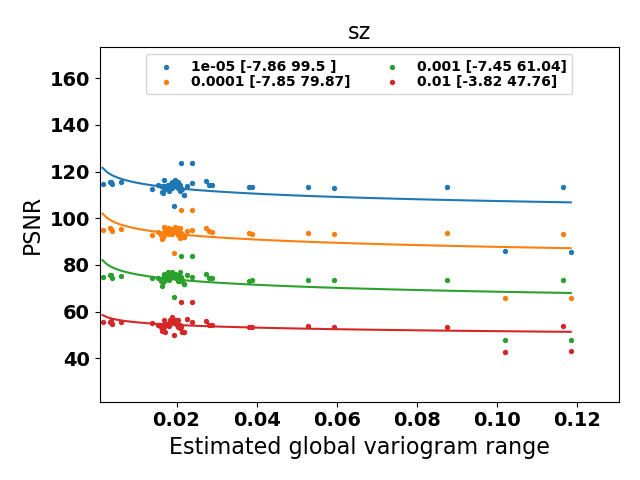 sz
1e-05 [-7.86 99.5 ]
0.0001 [-7.85 79.87]
0.001 [-7.45 61.04]
0.01 [-3.82 47.76]
PSNR
160
140
120
100
80
60
40
0.02 0.04 0.06 0.08 0.10 0.12
Estimated global variogram range